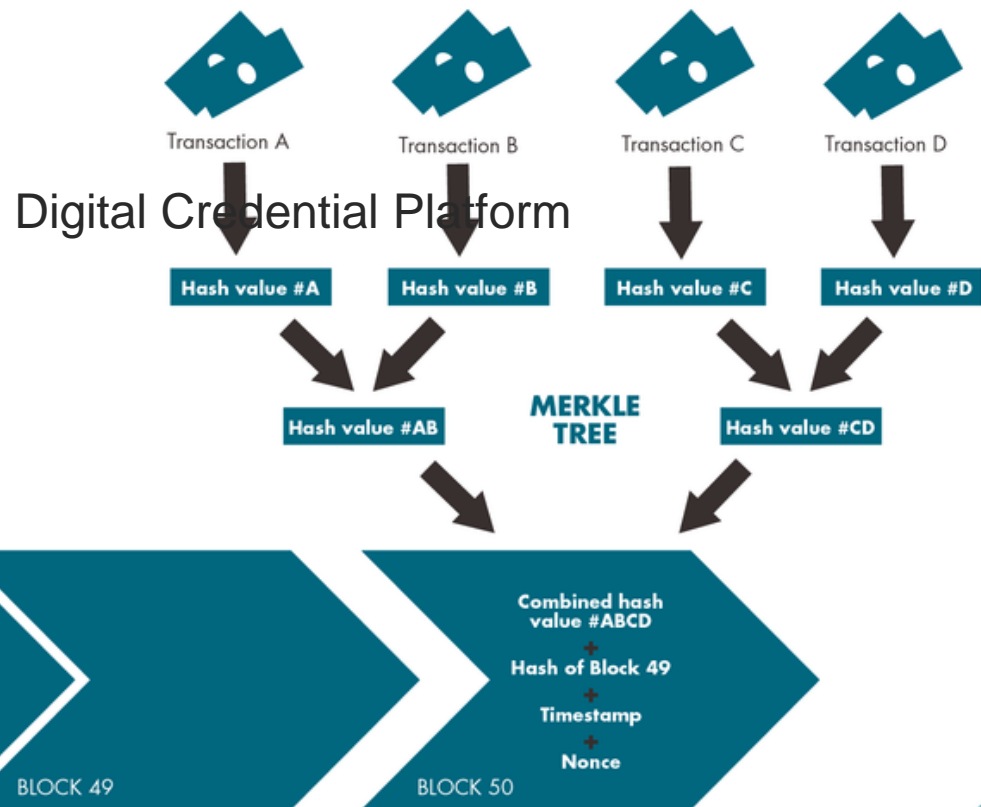 Transaction A
Transaction B
Transaction C
Transaction D
Digital Credential Platform
Hash value #A
Hash value #B
Hash value #C
Hash value #D
Hash value #AB
MERKLE
TREE
Hash value #CD
Combined hash
value #ABCD
+
Hash of Block 49
+
Timestamp
+
Nonce
BLOCK 49
BLOCK 50